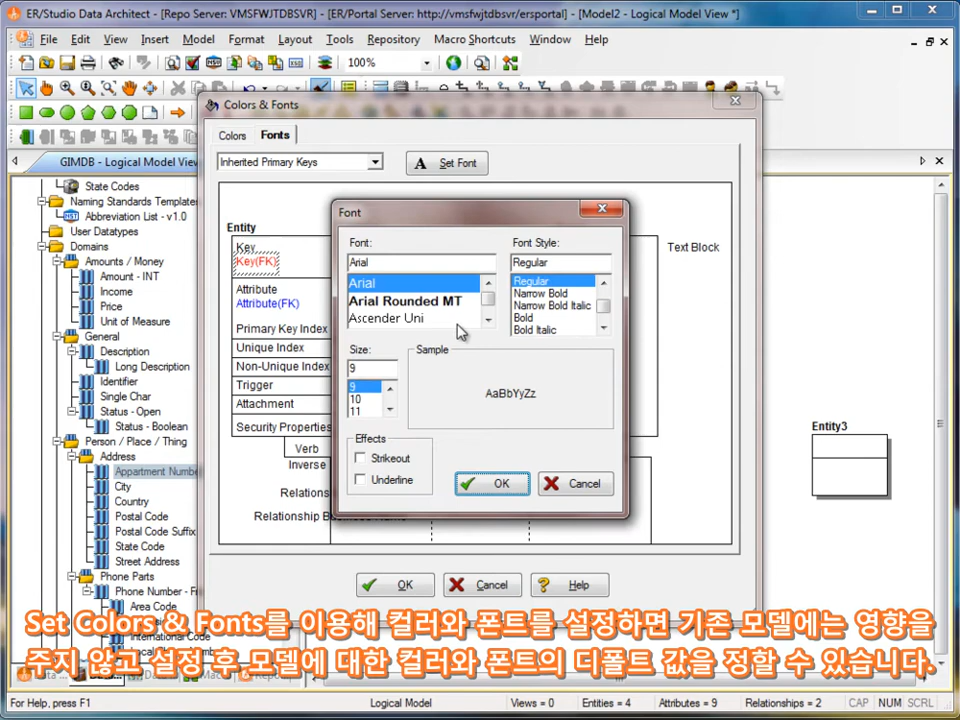 ER/Studio Data Architect - [Repo Server: VMSFWJTDBSVR] - [ER/Portal Server: http://vmsfwjtdbsvr/ersportal] - [Model2 - Logical Model View *]
File Edit View Insert Model Format Layout Tools Repository Macro Shortcuts Window Help
100%
Colors & Fonts
Colors Fonts
GIMDB - Logical Model View
Inherited Primary Keys
A Set Font
State Codes
Naming Standards Templates
Abbreviation List - v1.0
User Datatypes
Domains
Amounts / Money
Amount - INT
Income
Price
Unit of Measure
General
Description
Long Description
Identifier
Single Char
Status - Open
Status - Boolean
Person / Place / Thing
Address
Appartment Numbe
City
Country
Postal Code
Postal Code Suffix
State Code
Street Address
Phone Parts
Phone Number - F
Area Code
International Code
Entity
Key
Key(FK)
Attribute
Attribute(FK)
Primary Key Index
Unique Index
Non-Unique Index
Trigger
Attachment
Security Properties
Verb
Inverse
Relations
Relationship Business Name
Text Block
Font
Font:
Arial
Arial
Arial Rounded MT
Ascender Uni
Font Style:
Regular
Regular
Narrow Bold
Narrow Bold Italic
Bold
Bold Italic
Size:
9
9
10
11
Sample
AaBbYyZz
Effects
Strikeout
Underline
OK Cancel
OK Cancel ? Help
Entity3
Set Colors & Fonts를 이용해 컬러와 폰트를 설정하면 기존 모델에는 영향을
주지 않고 설정 후 모델에 대한 컬러와 폰트의 디폴트 값을 정할 수 있습니다.
For Help, press F1 Logical Model Views = 0 Entities = 4 Attributes = 9 Relationships = 2 CAP NUM SCRL